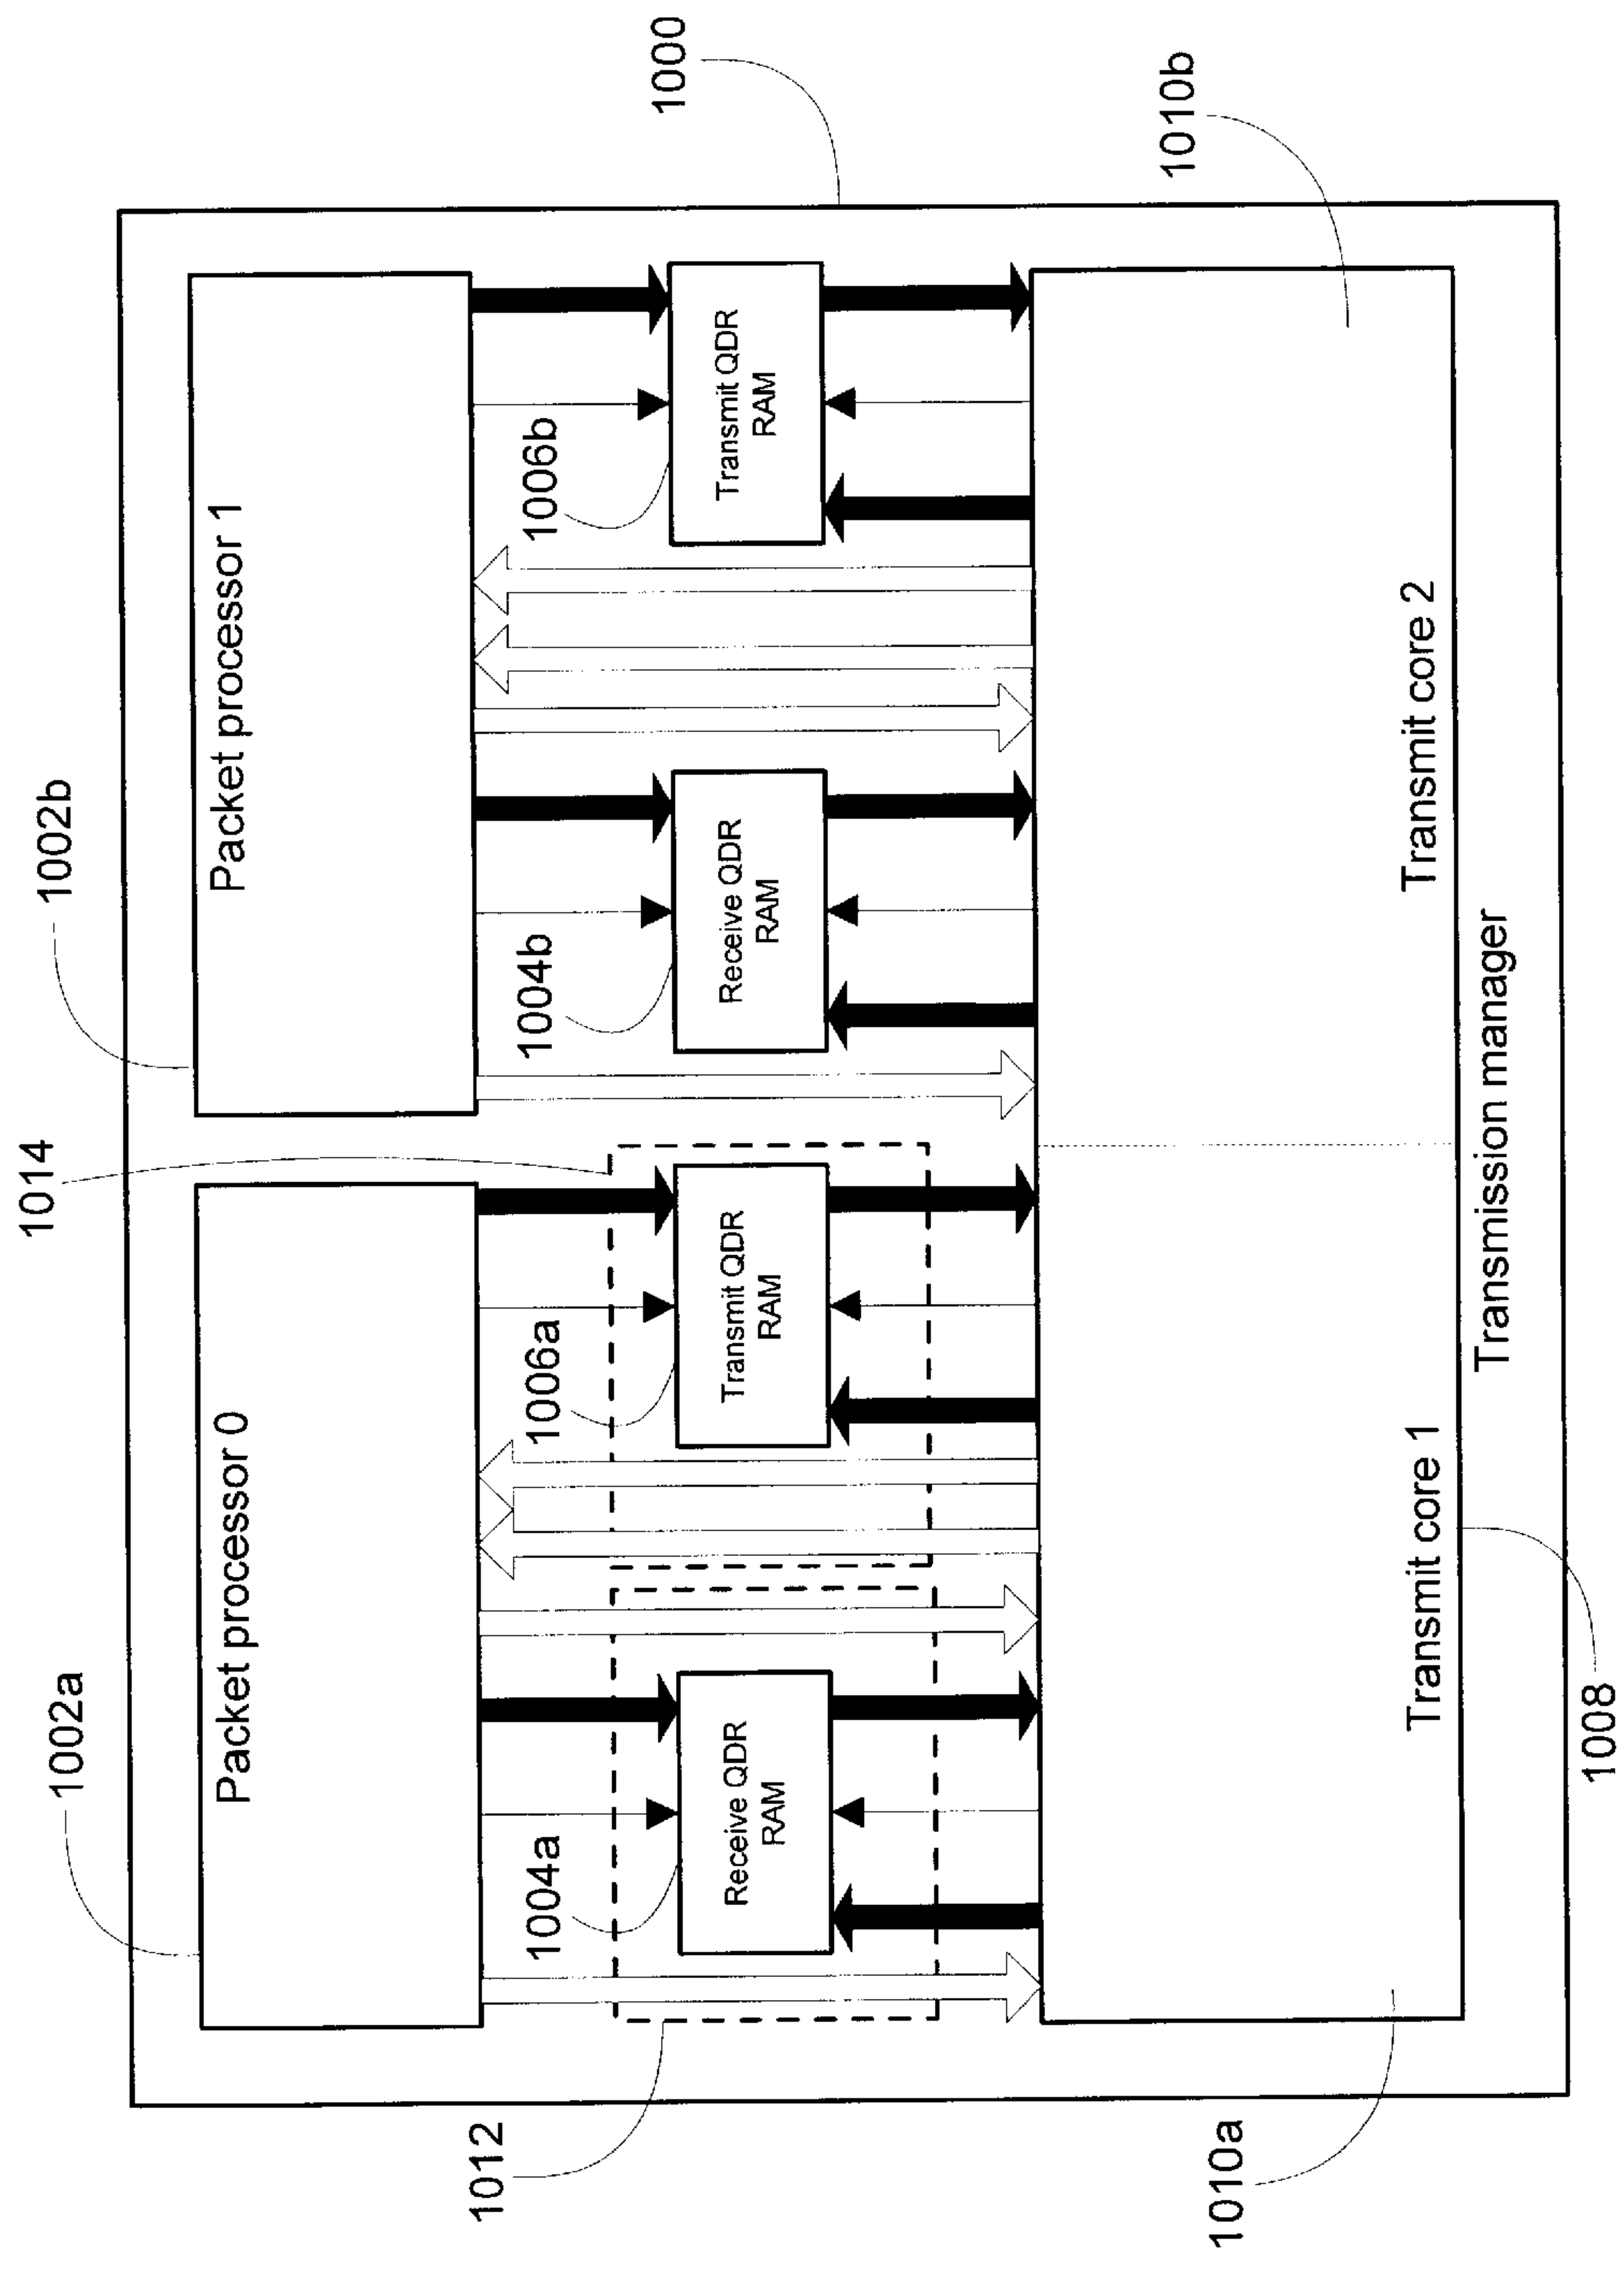 1000
1002a
1002b
1014
Packet processor 0
Packet processor 1
1012
1004a
1006a
1004b
1006b
Receive QDR
RAM
Transmit QDR
RAM
Receive QDR
RAM
Transmit QDR
RAM
1010a
1010b
Transmit core 1
Transmit core 2
Transmission manager
1008